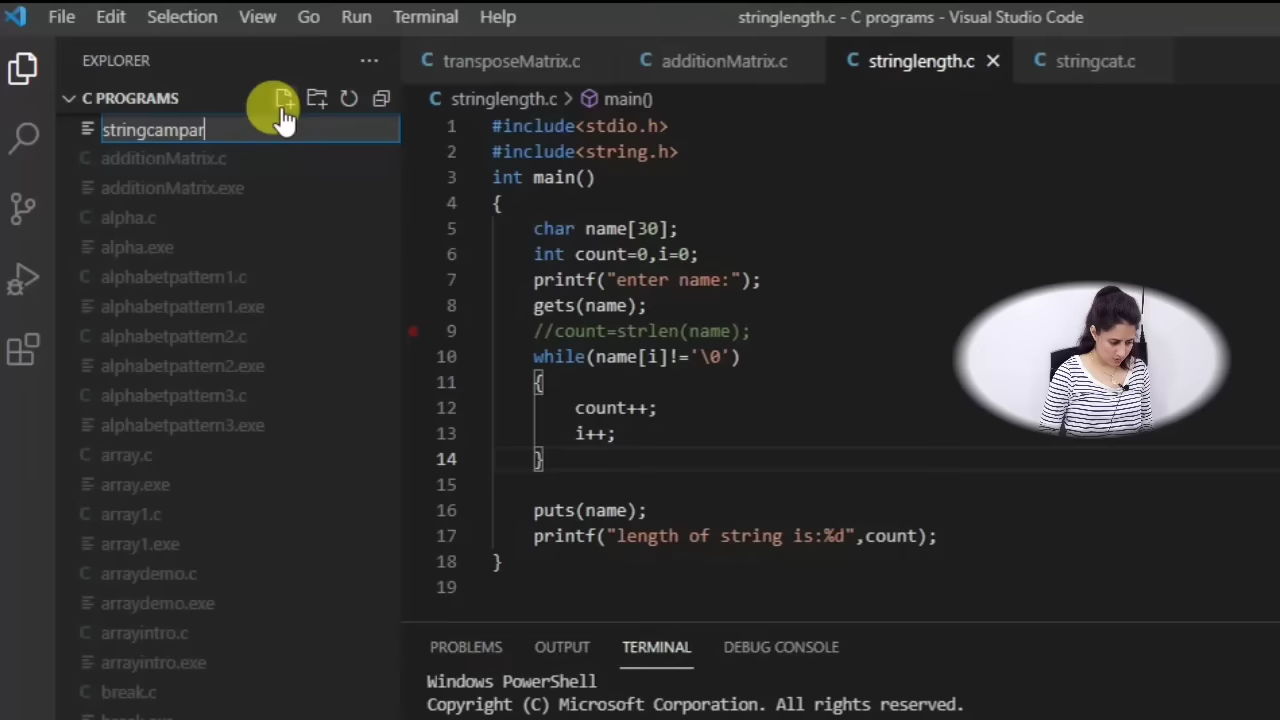 File Edit Selection View Go Run Terminal Help
stringlength.c - C programs - Visual Studio Code
EXPLORER
C PROGRAMS
stringcampar
additionMatrix.c
additionMatrix.exe
alpha.c
alpha.exe
alphabetpattern1.c
alphabetpattern1.exe
alphabetpattern2.c
alphabetpattern2.exe
alphabetpattern3.c
alphabetpattern3.exe
array.c
array.exe
array1.c
array1.exe
arraydemo.c
arraydemo.exe
arrayintro.c
arrayintro.exe
break.c
C transposeMatrix.c C additionMatrix.c C stringlength.c C stringcat.c
C stringlength.c > main()
1 #include<stdio.h>
2 #include<string.h>
3 int main()
4 {
5 char name[30];
6 int count=0,i=0;
7 printf("enter name:");
8 gets(name);
9 //count=strlen(name);
10 while(name[i]!='\0')
11 {
12 count++;
13 i++;
14 }
15
16 puts(name);
17 printf("length of string is:%d",count);
18 }
19
PROBLEMS OUTPUT TERMINAL DEBUG CONSOLE
Windows PowerShell
Copyright (C) Microsoft Corporation. All rights reserved.